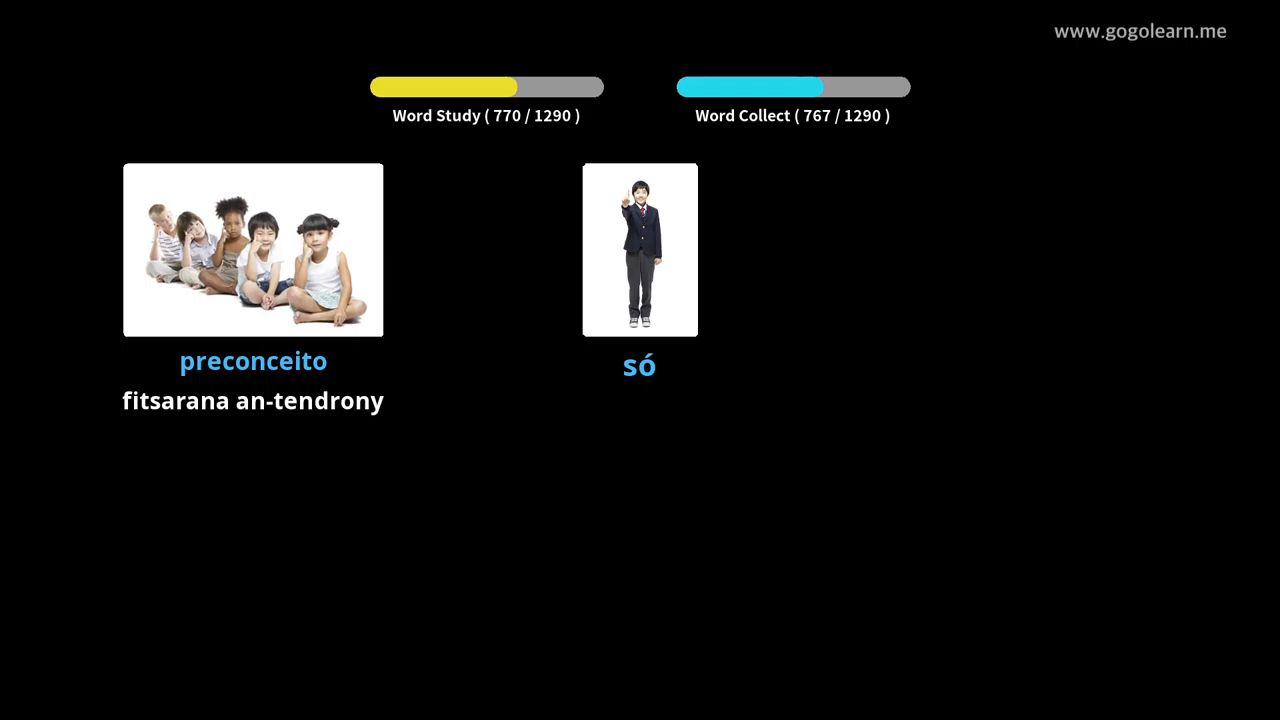 www.gogolearn.me
Word Study ( 770 / 1290 )
Word Collect ( 767 / 1290 )
preconceito
fitsarana an-tendrony
só